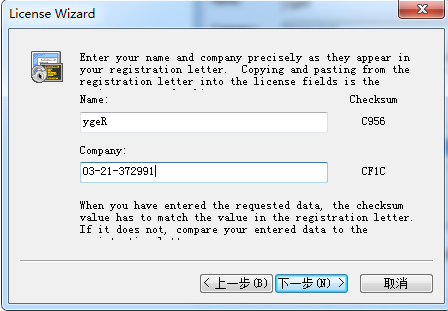 License Wizard
Enter your name and company precisely as they appear in
your registration letter. Copying and pasting from the
registration letter into the license fields is the
Name:
Checksum
ygeR
C956
Company:
03-21-372991
CF1C
When you have entered the requested data, the checksum
value has to match the value in the registration letter.
If it does not, compare your entered data to the
< 上一步(B)
下一步(N) >
取消